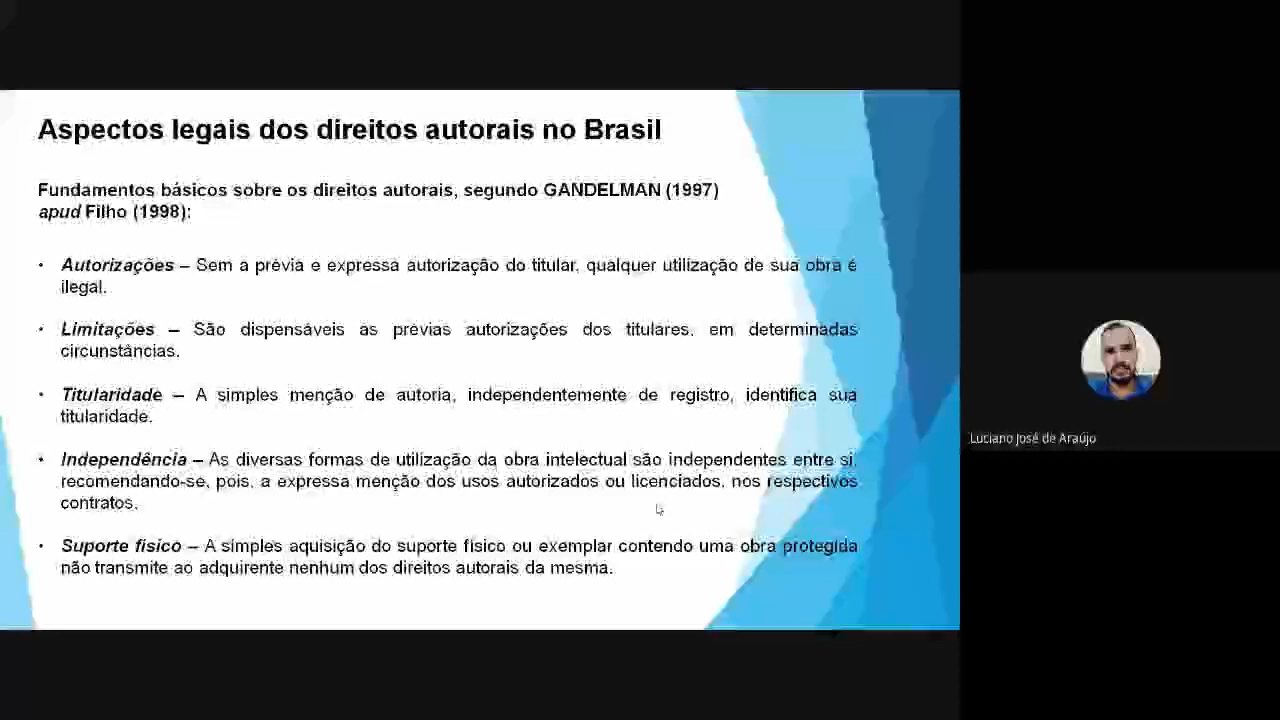 Aspectos legais dos direitos autorais no Brasil
Fundamentos básicos sobre os direitos autorais, segundo GANDELMAN (1997)
apud Filho (1998):
• Autorizações – Sem a prévia e expressa autorização do titular, qualquer utilização de sua obra é
ilegal.
• Limitações – São dispensáveis as prévias autorizações dos titulares, em determinadas
circunstâncias.
• Titularidade – A simples menção de autoria, independentemente de registro, identifica sua
titularidade.
• Independência – As diversas formas de utilização da obra intelectual são independentes entre si,
recomendando-se, pois, a expressa menção dos usos autorizados ou licenciados, nos respectivos
contratos.
• Suporte físico – A simples aquisição do suporte físico ou exemplar contendo uma obra protegida
não transmite ao adquirente nenhum dos direitos autorais da mesma.
Luciano José de Araújo